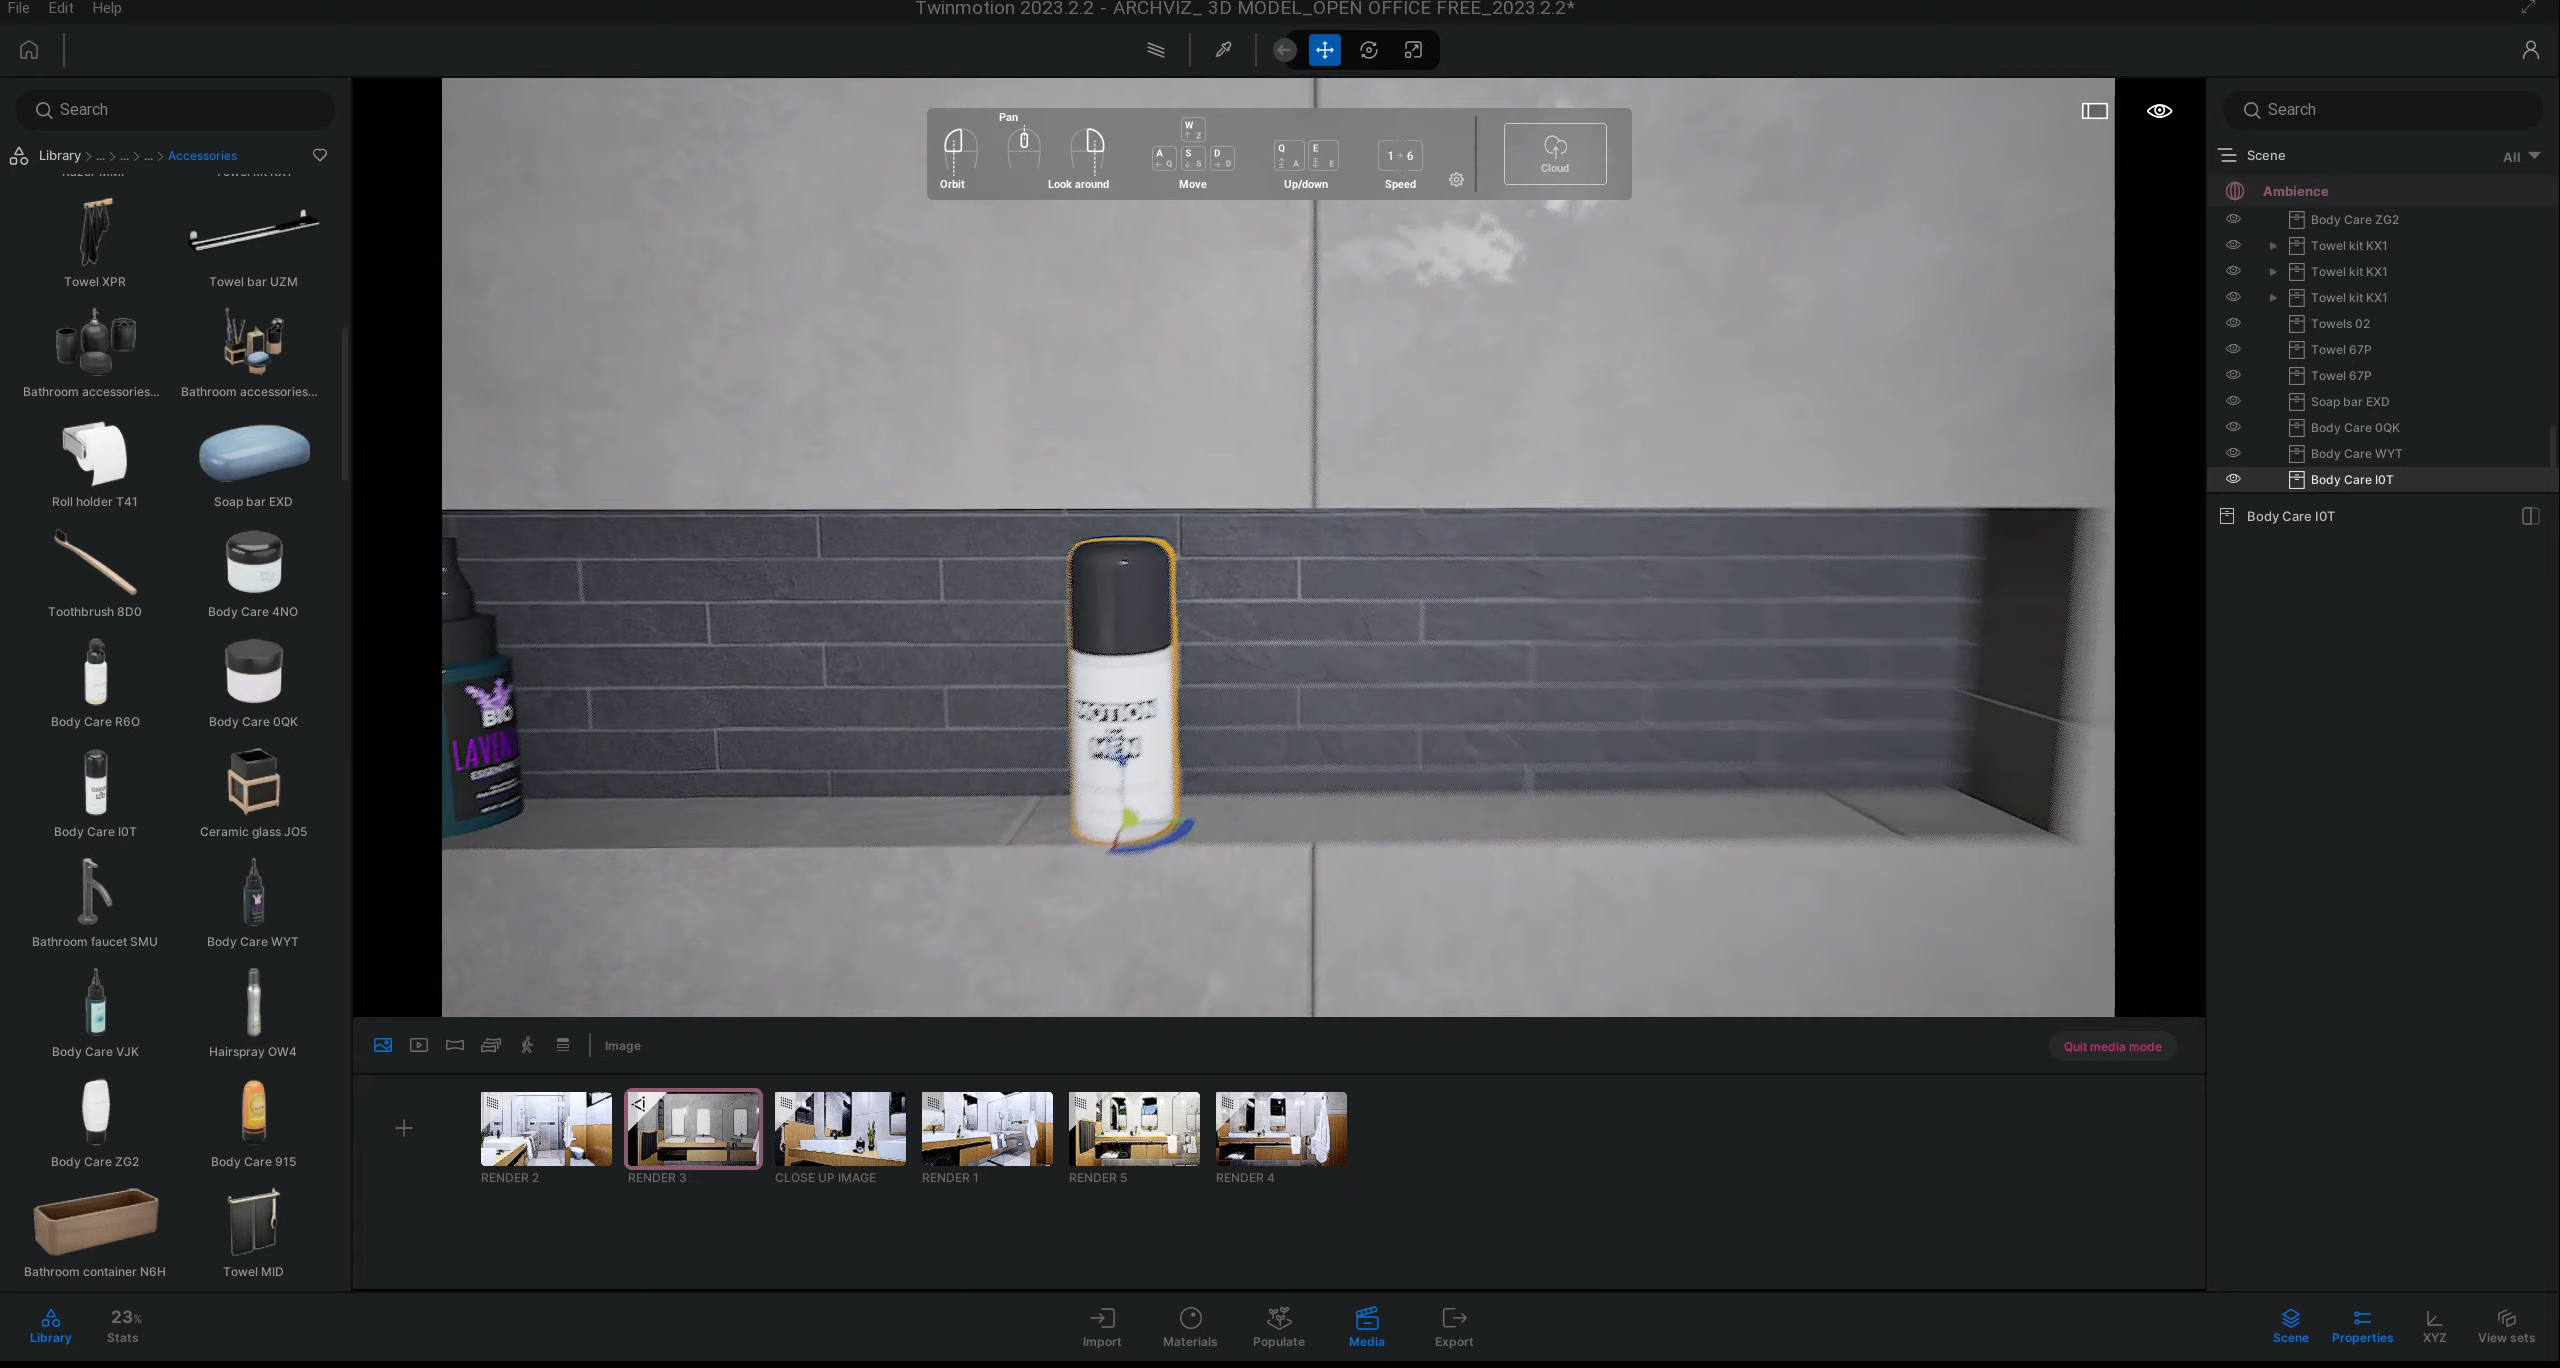 File Edit Help
Twinmotion 2023.2.2 - ARCHVIZ_ 3D MODEL_OPEN OFFICE FREE_2023.2.2*
Search
Library > ... > ... > ... > Accessories
Towel XPR
Towel bar UZM
Bathroom accessories...
Bathroom accessories...
Roll holder T41
Soap bar EXD
Toothbrush 8D0
Body Care 4NO
Body Care R6O
Body Care 0QK
Body Care I0T
Ceramic glass JO5
Bathroom faucet SMU
Body Care WYT
Body Care VJK
Hairspray OW4
Body Care ZG2
Body Care 915
Bathroom container N6H
Towel MID
Pan
Orbit
Look around
W Z
A Q S S D D
Move
Q A E E
Up/down
1 6
Speed
Cloud
BIO
MEN
Search
Scene
All
Ambience
Body Care ZG2
Towel kit KX1
Towel kit KX1
Towel kit KX1
Towels 02
Towel 67P
Towel 67P
Soap bar EXD
Body Care 0QK
Body Care WYT
Body Care I0T
Body Care I0T
Image
Quit media mode
RENDER 2
RENDER 3
CLOSE UP IMAGE
RENDER 1
RENDER 5
RENDER 4
Library
23%
Stats
Import
Materials
Populate
Media
Export
Scene
Properties
XYZ
View sets